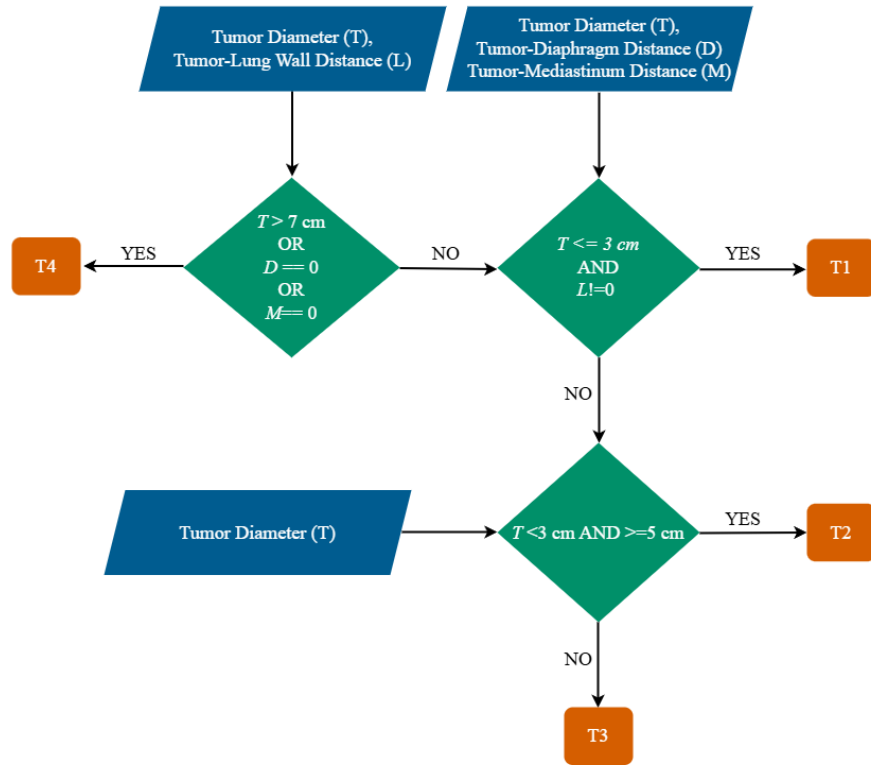 Tumor Diameter (T),
Tumor-Lung Wall Distance (L)
Tumor Diameter (T),
Tumor-Diaphragm Distance (D)
Tumor-Mediastinum Distance (M)
T > 7 cm
OR
D == 0
OR
M== 0
YES
T4
NO
T <= 3 cm
AND
L!=0
YES
T1
NO
Tumor Diameter (T)
T <3 cm AND >=5 cm
YES
T2
NO
T3